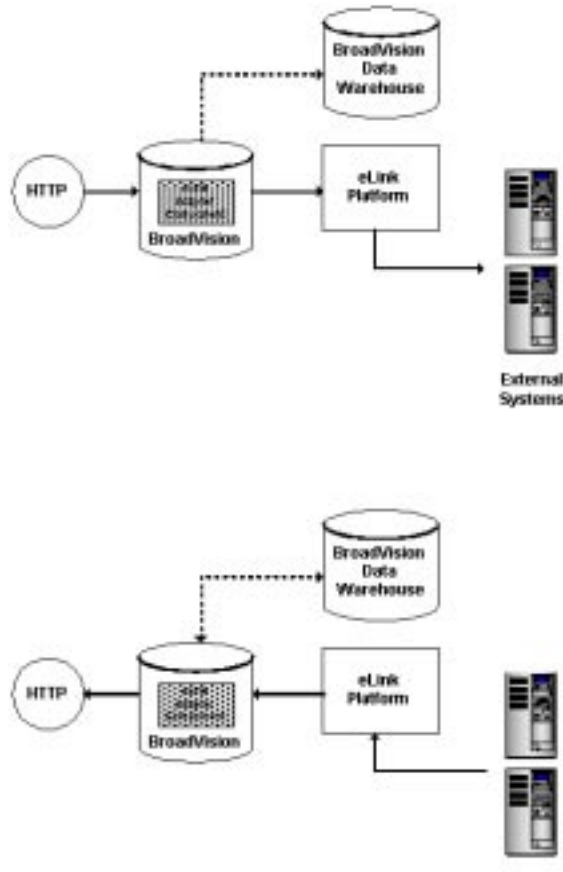 BroadVision
Data
Warehouse
HTTP
eLink
Platform
BroadVision
External
Systems
BroadVision
Data
Warehouse
HTTP
eLink
Platform
BroadVision